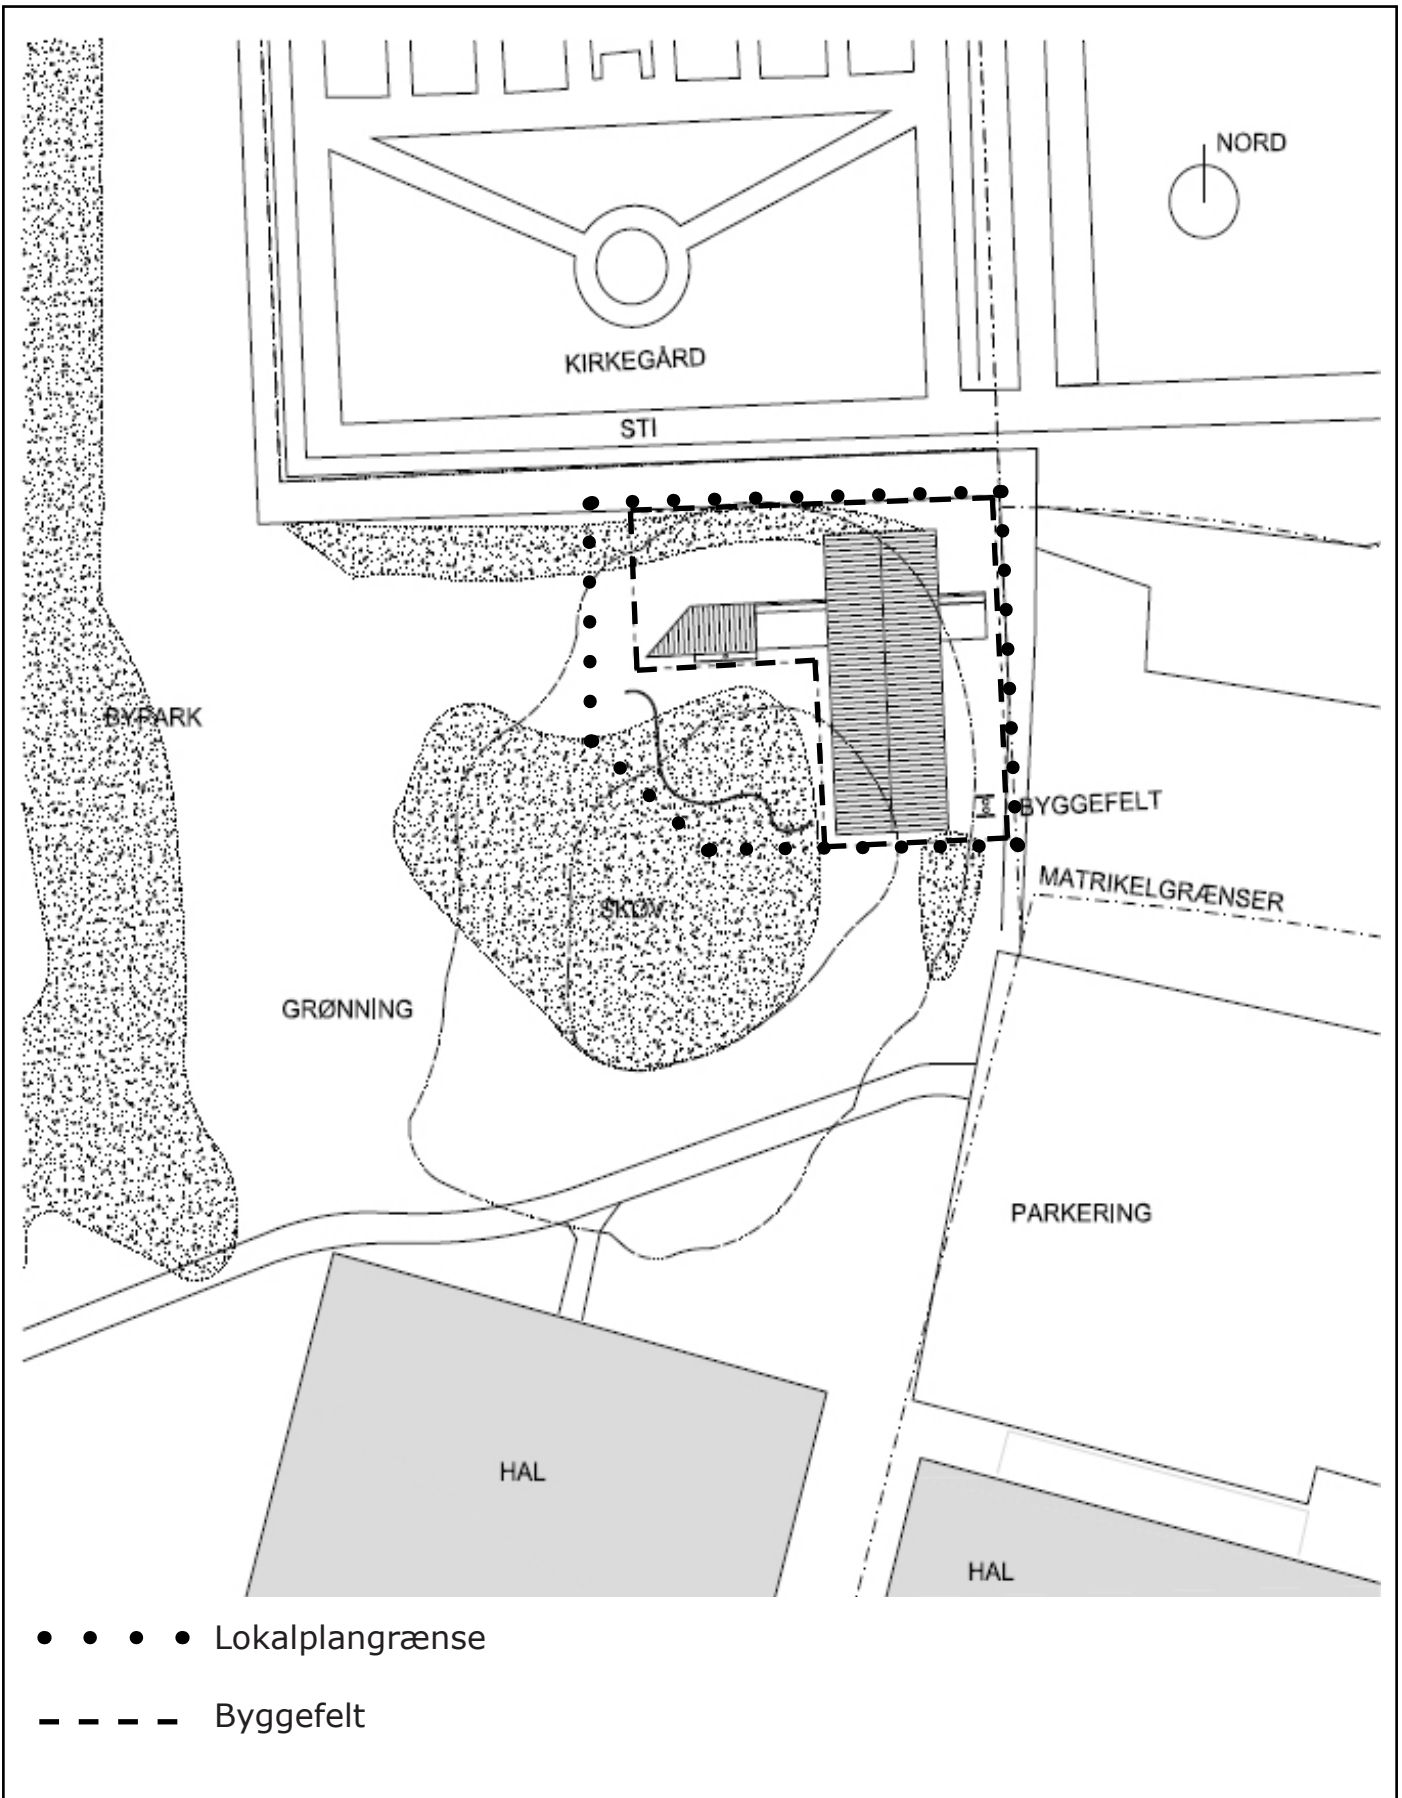 NORD
KIRKEGÅRD
STI
BYPARK
BYGGEFELT
MATRIKELGRÆNSER
SKOV
GRØNNING
PARKERING
HAL
HAL
Lokalplangrænse
Byggefelt